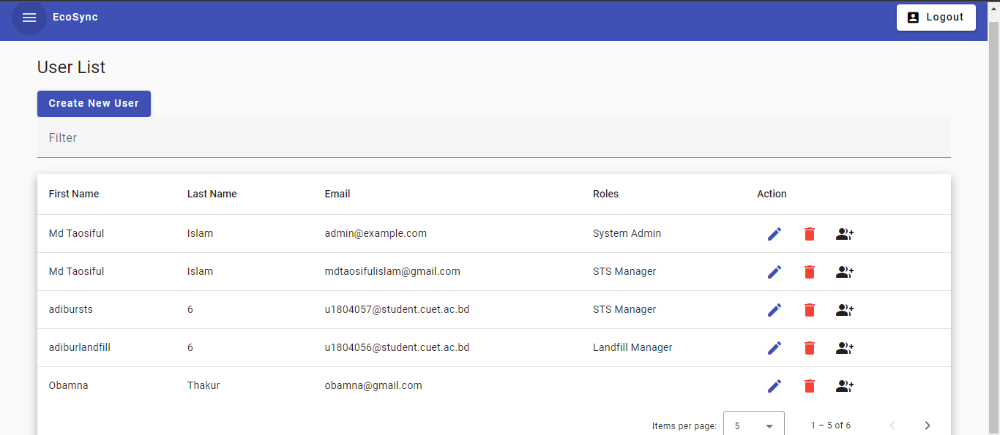 EcoSync
Logout
User List
Create New User
Filter
First Name Last Name Email Roles Action
Md Taosiful Islam admin@example.com System Admin
Md Taosiful Islam mdtaosifulislam@gmail.com STS Manager
adibursts 6 u1804057@student.cuet.ac.bd STS Manager
adiburlandfill 6 u1804056@student.cuet.ac.bd Landfill Manager
Obamna Thakur obamna@gmail.com
Items per page: 5 1 – 5 of 6